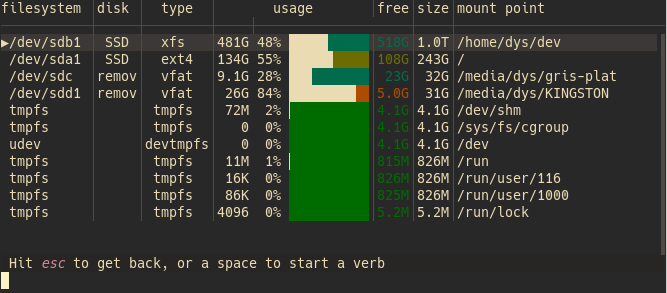 filesystem disk type usage free size mount point
▶/dev/sdb1 SSD xfs 481G 48% 518G 1.0T /home/dys/dev
/dev/sda1 SSD ext4 134G 55% 108G 243G /
/dev/sdc remov vfat 9.1G 28% 23G 32G /media/dys/gris-plat
/dev/sdd1 remov vfat 26G 84% 5.0G 31G /media/dys/KINGSTON
tmpfs tmpfs 72M 2% 4.1G 4.1G /dev/shm
tmpfs tmpfs 0 0% 4.1G 4.1G /sys/fs/cgroup
udev devtmpfs 0 0% 4.1G 4.1G /dev
tmpfs tmpfs 11M 1% 815M 826M /run
tmpfs tmpfs 16K 0% 826M 826M /run/user/116
tmpfs tmpfs 86K 0% 825M 826M /run/user/1000
tmpfs tmpfs 4096 0% 5.2M 5.2M /run/lock
Hit esc to get back, or a space to start a verb